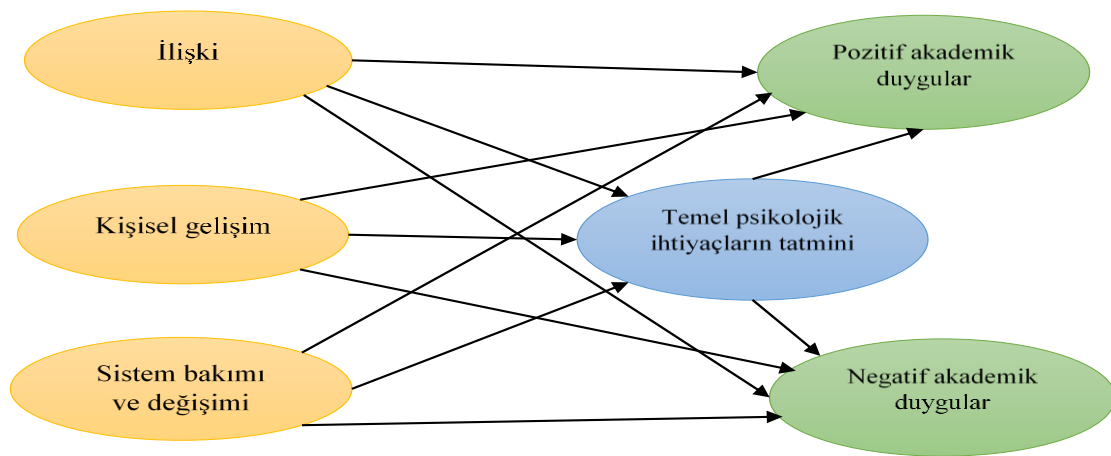 İlişki
Pozitif akademik
duygular
Kişisel gelişim
Temel psikolojik
ihtiyaçların tatmini
Sistem bakımı
ve değişimi
Negatif akademik
duygular